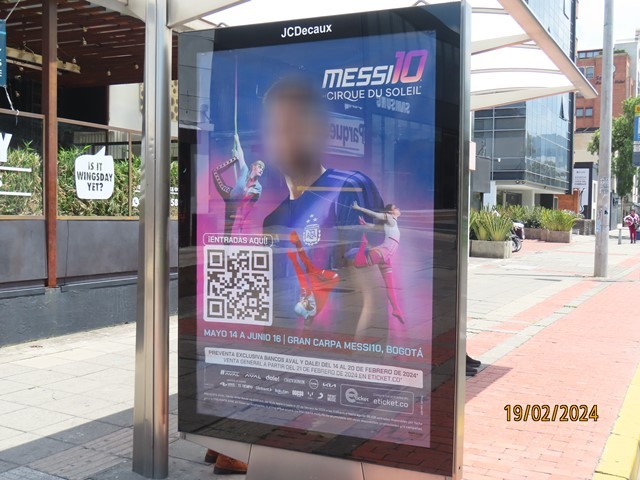 JCDecaux
MESSI10
CIRQUE DU SOLEIL
IS IT
WINGSDAY
YET?
¡ENTRADAS AQUÍ!
MAYO 14 A JUNIO 16 | GRAN CARPA MESSI10, BOGOTÁ
PREVENTA EXCLUSIVA BANCOS AVAL Y DALE! DEL 14 AL 20 DE FEBRERO DE 2024*
VENTA GENERAL A PARTIR DEL 21 DE FEBRERO DE 2024 EN ETICKET.CO*
eticket.co
19/02/2024